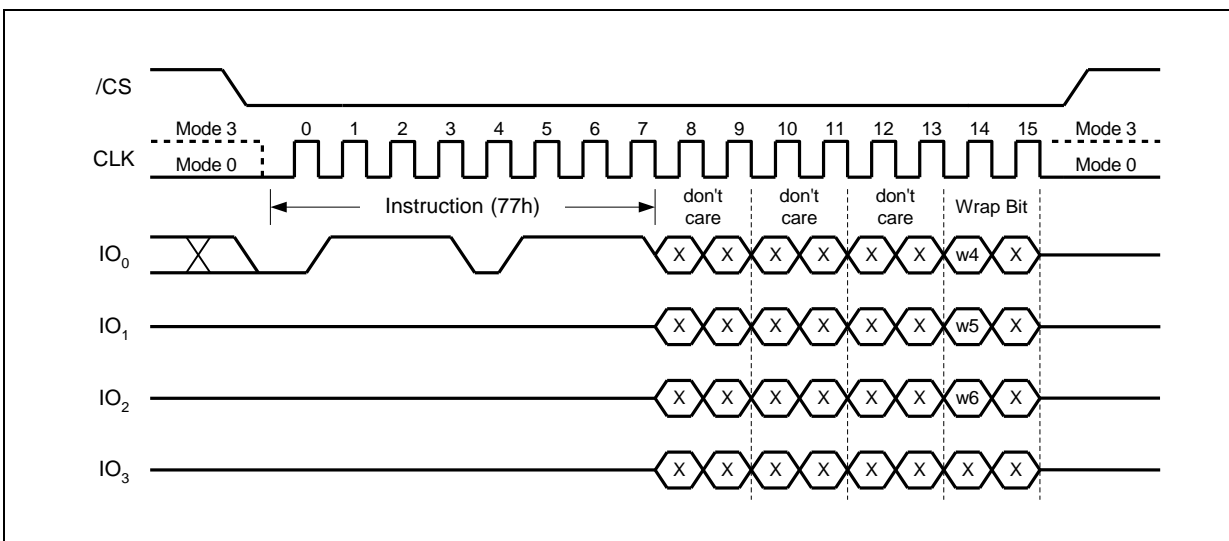 /CS
Mode 3 0 1 2 3 4 5 6 7 8 9 10 11 12 13 14 15 Mode 3
CLK
Mode 0 Mode 0
Instruction (77h) don't care don't care don't care Wrap Bit
IO0 X X X X X X w4 X
IO1 X X X X X X w5 X
IO2 X X X X X X w6 X
IO3 X X X X X X X X